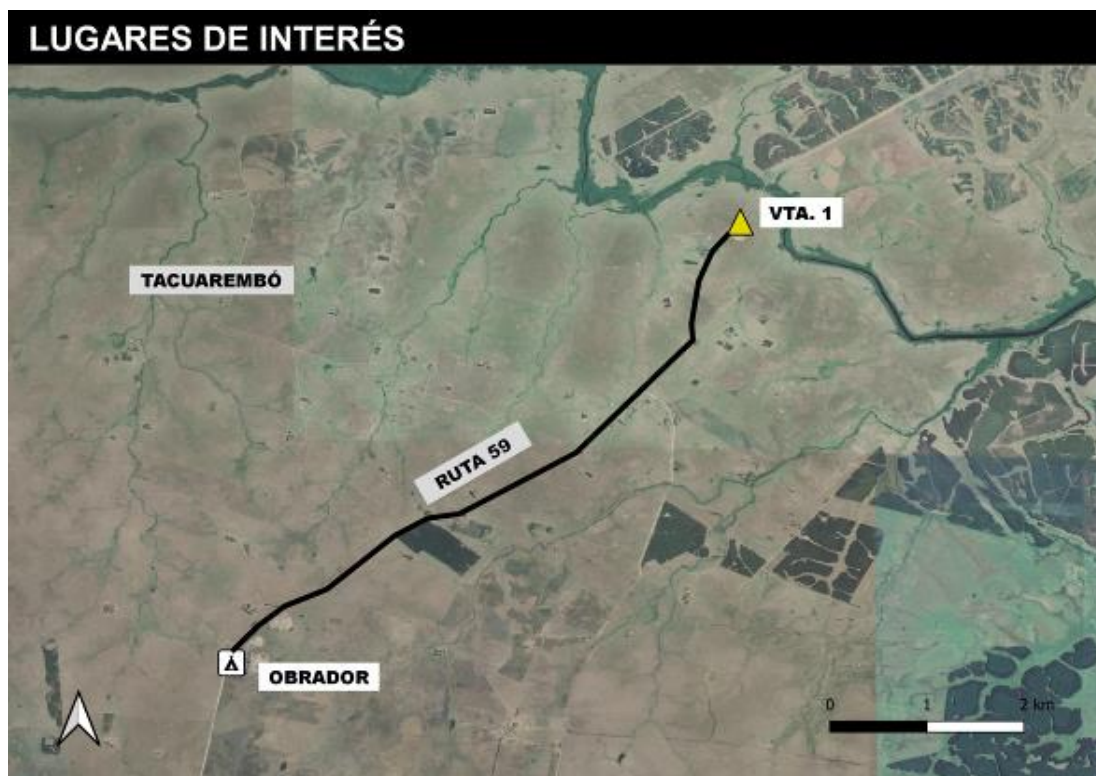 LUGARES DE INTERÉS
VTA. 1
TACUAREMBÓ
RUTA 59
OBRADOR
0 1 2 km